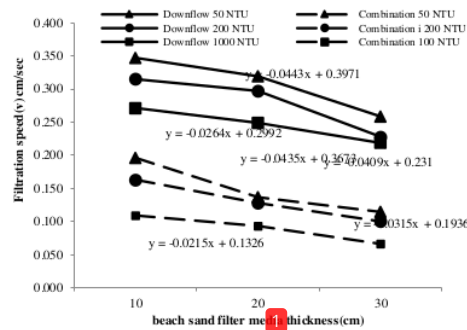 Downflow 50 NTU
Combination 50 NTU
Downflow 200 NTU
Combination i 200 NTU
Downflow 1000 NTU
Combination 100 NTU
Filtration speed (v) cm/sec
0.400
0.350
0.300
0.250
0.200
0.150
0.100
0.050
0.000
y = -0.0443x + 0.3971
y = -0.0264x + 0.2992
y = -0.0435x + 0.3673
y = -0.0409x + 0.231
y = -0.0315x + 0.1936
y = -0.0215x + 0.1326
10 20 30
beach sand filter media thickness(cm)
1